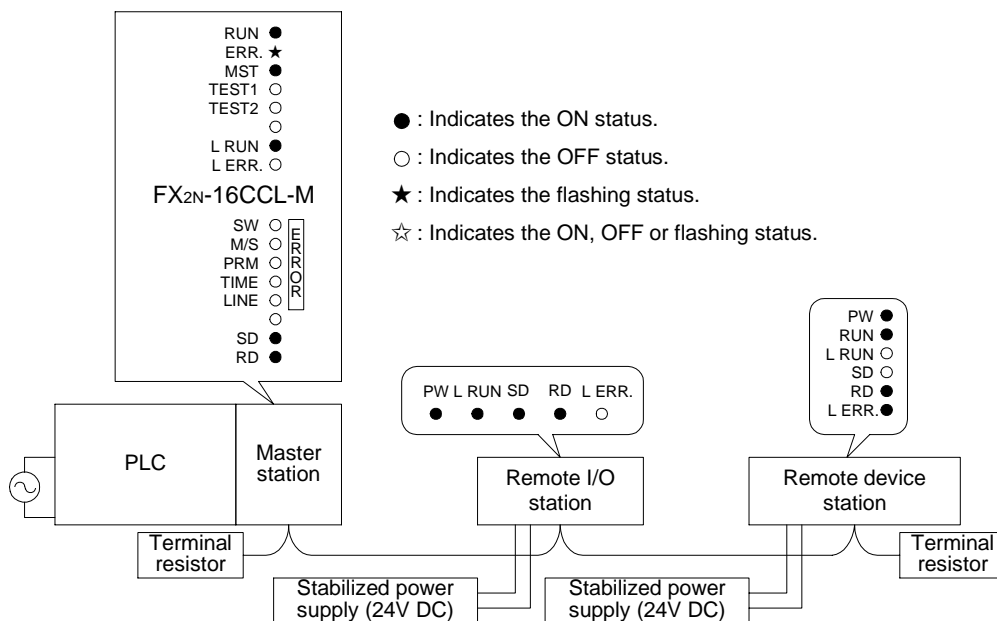 RUN
ERR.
MST
TEST1
TEST2
L RUN
L ERR.
FX2N-16CCL-M
SW
M/S
PRM
TIME
LINE
ERROR
SD
RD
: Indicates the ON status.
: Indicates the OFF status.
: Indicates the flashing status.
: Indicates the ON, OFF or flashing status.
PW L RUN SD RD L ERR.
PW
RUN
L RUN
SD
RD
L ERR.
PLC
Master
station
Remote I/O
station
Remote device
station
Terminal
resistor
Terminal
resistor
Stabilized power
supply (24V DC)
Stabilized power
supply (24V DC)